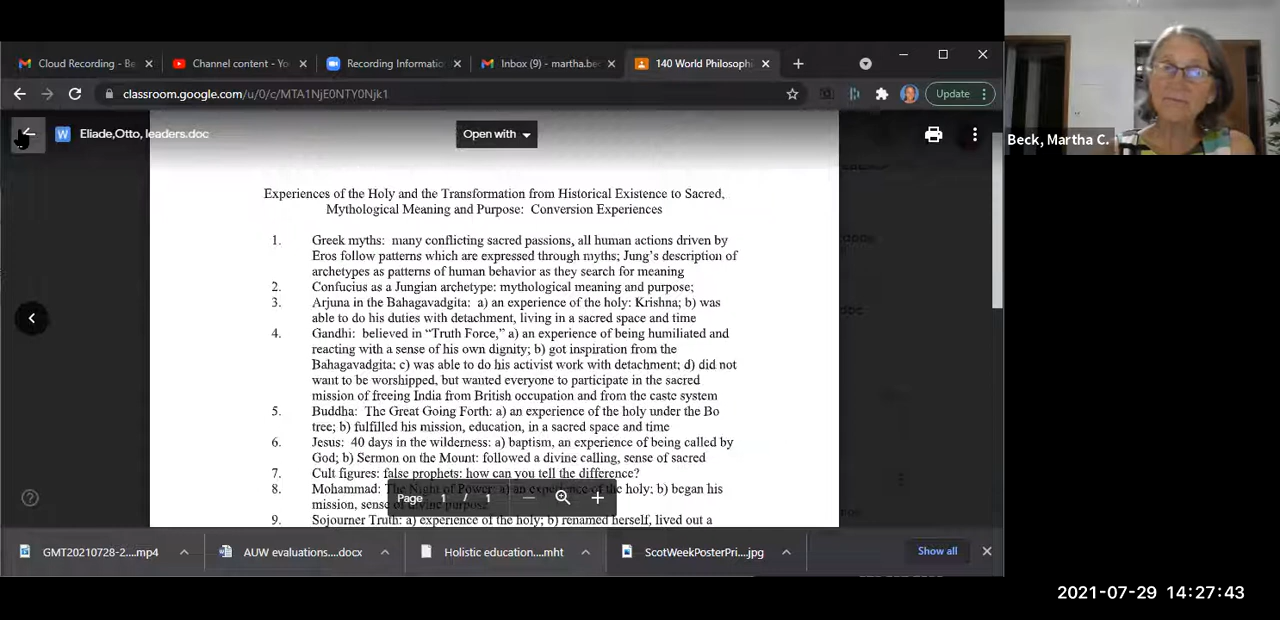 Cloud Recording - Be
Channel content - Yo
Recording Informatio
Inbox (9) - martha.be
140 World Philosophi
classroom.google.com/u/0/c/MTA1NjE0NTY0Njk1
Update
Beck, Martha C.
Eliade,Otto, leaders.doc
Open with
Experiences of the Holy and the Transformation from Historical Existence to Sacred,
Mythological Meaning and Purpose: Conversion Experiences
1. Greek myths: many conflicting sacred passions, all human actions driven by
Eros follow patterns which are expressed through myths; Jung's description of
archetypes as patterns of human behavior as they search for meaning
2. Confucius as a Jungian archetype: mythological meaning and purpose;
3. Arjuna in the Bahagavadgita: a) an experience of the holy: Krishna; b) was
able to do his duties with detachment, living in a sacred space and time
4. Gandhi: believed in "Truth Force," a) an experience of being humiliated and
reacting with a sense of his own dignity; b) got inspiration from the
Bahagavadgita; c) was able to do his activist work with detachment; d) did not
want to be worshipped, but wanted everyone to participate in the sacred
mission of freeing India from British occupation and from the caste system
5. Buddha: The Great Going Forth: a) an experience of the holy under the Bo
tree; b) fulfilled his mission, education, in a sacred space and time
6. Jesus: 40 days in the wilderness: a) baptism, an experience of being called by
God; b) Sermon on the Mount: followed a divine calling, sense of sacred
7. Cult figures: false prophets: how can you tell the difference?
8. Mohammad: The Night of Power: a) an experience of the holy; b) began his
mission, sense of divine purpose
9. Sojourner Truth: a) experience of the holy; b) renamed herself, lived out a
Page 1 / 1
GMT20210728-2....mp4
AUW evaluations....docx
Holistic education....mht
ScotWeekPosterPri....jpg
Show all
2021-07-29 14:27:43